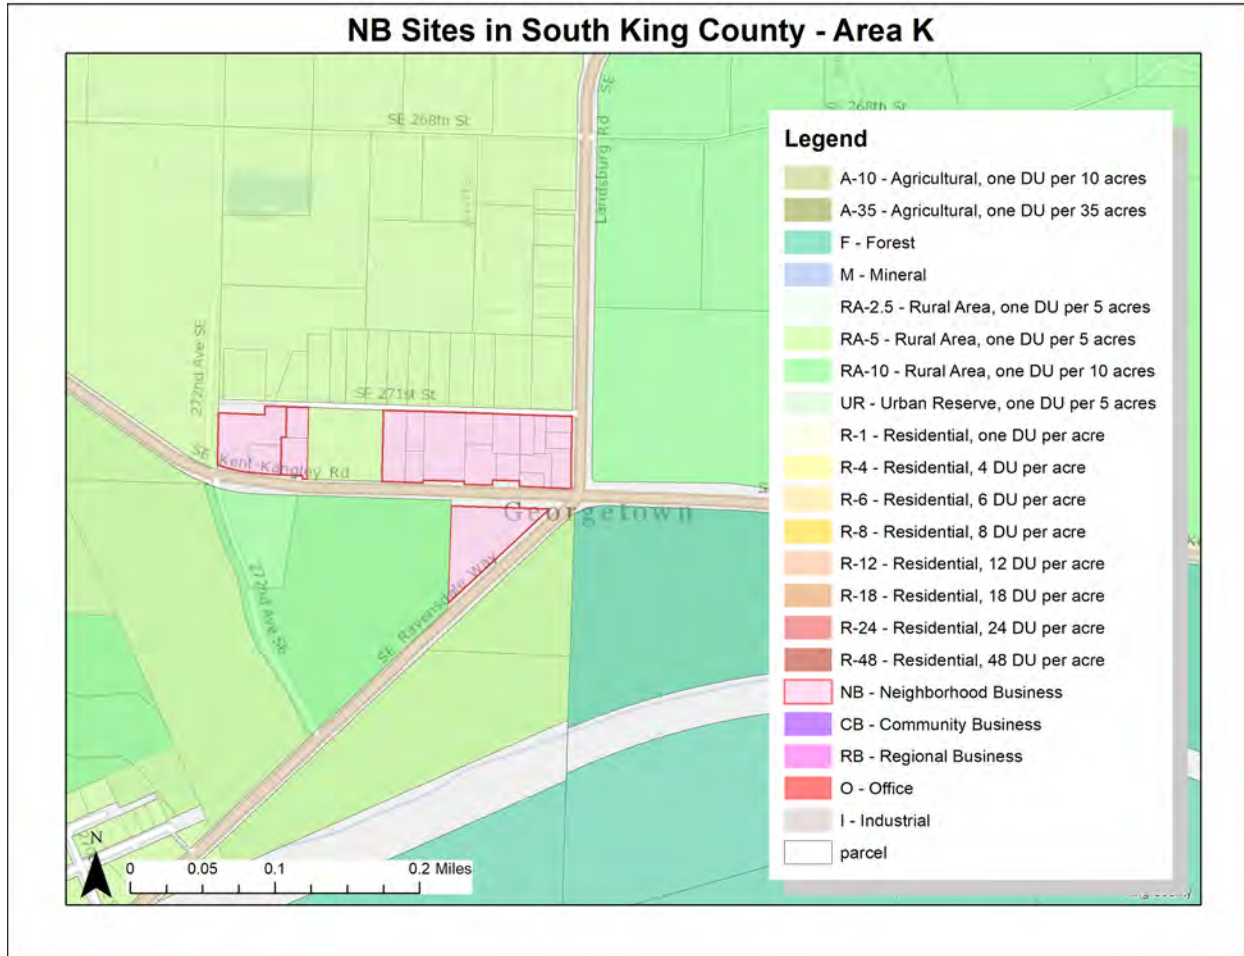 NB Sites in South King County - Area K
SE 268th St
Landsburg Rd SE
SE 268th St
272nd Ave SE
SE 271st St
SE Kent-Kangley Rd
Georgetown
SE Ravensdale Way
272nd Ave SE
Legend
A-10 - Agricultural, one DU per 10 acres
A-35 - Agricultural, one DU per 35 acres
F - Forest
M - Mineral
RA-2.5 - Rural Area, one DU per 5 acres
RA-5 - Rural Area, one DU per 5 acres
RA-10 - Rural Area, one DU per 10 acres
UR - Urban Reserve, one DU per 5 acres
R-1 - Residential, one DU per acre
R-4 - Residential, 4 DU per acre
R-6 - Residential, 6 DU per acre
R-8 - Residential, 8 DU per acre
R-12 - Residential, 12 DU per acre
R-18 - Residential, 18 DU per acre
R-24 - Residential, 24 DU per acre
R-48 - Residential, 48 DU per acre
NB - Neighborhood Business
CB - Community Business
RB - Regional Business
O - Office
I - Industrial
parcel
N
0 0.05 0.1 0.2 Miles